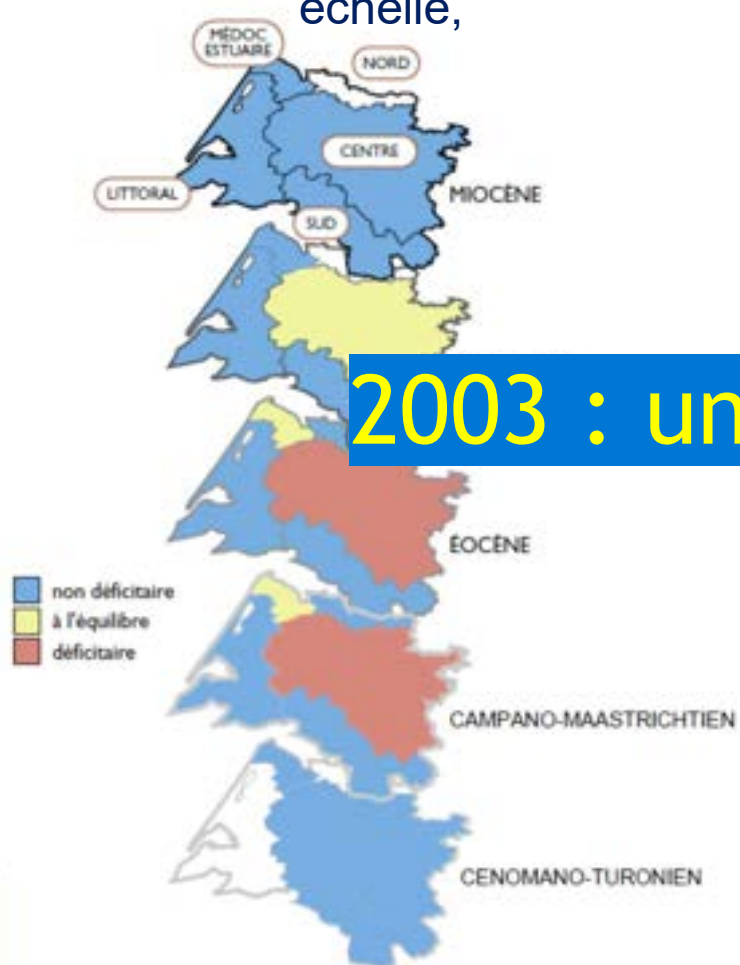 échelle,
MÉDOC
ESTUAIRE
NORD
CENTRE
LITTORAL
MIOCÈNE
SUD
2003 : un
ÉOCÈNE
non déficitaire
à l'équilibre
déficitaire
CAMPANO-MAASTRICHTIEN
CENOMANO-TURONIEN